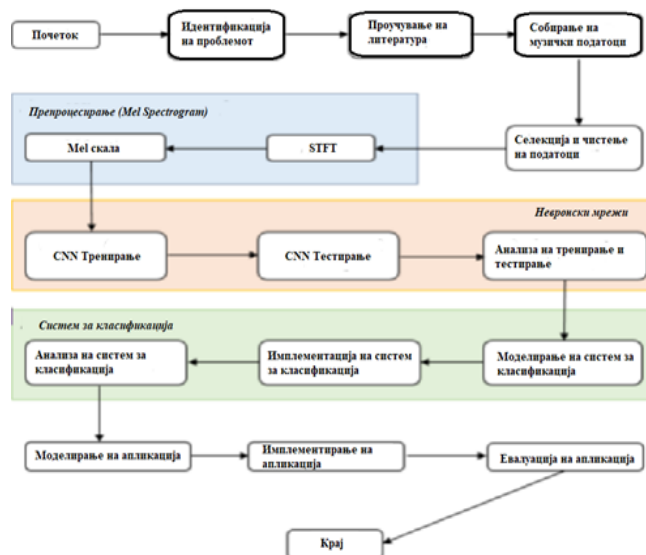 Почеток
Идентификација
на проблемот
Проучување на
литература
Собирање на
музички податоци
Препроцесирање (Mel Spectrogram)
Селекција и чистење
на податоци
STFT
Mel скала
Невронски мрежи
CNN Тренирање
CNN Тестирање
Анализа на тренирање и
тестирање
Систем за класификација
Моделирање на систем за
класификација
Имплементација на систем
за класификација
Анализа на систем за
класификација
Моделирање на апликација
Имплементирање на
апликација
Евалуација на апликација
Крај